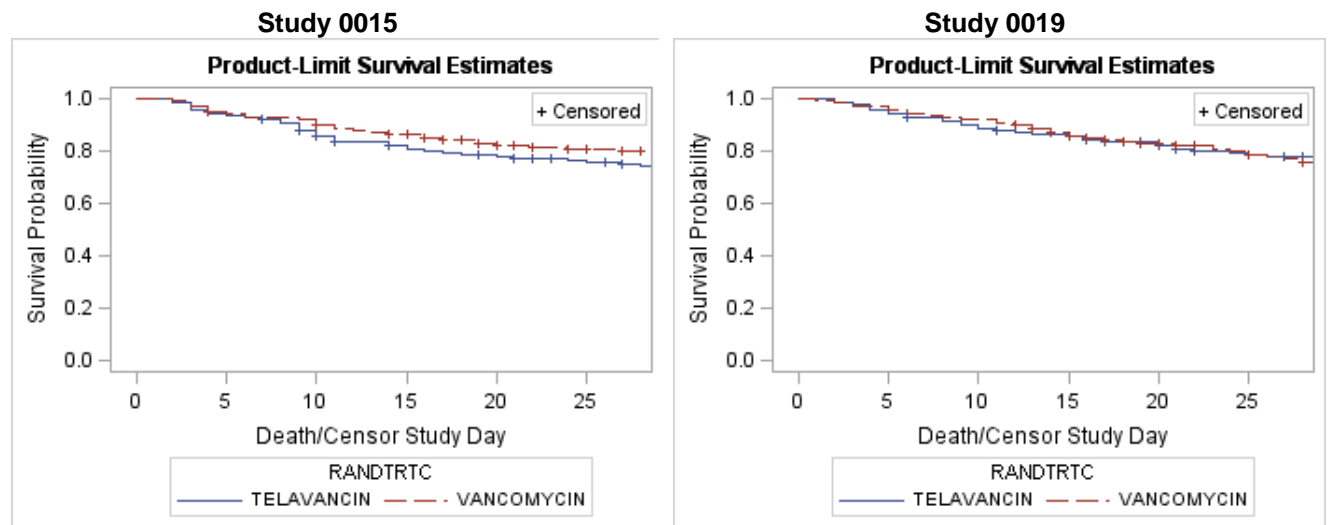 Study 0015
Product-Limit Survival Estimates
+ Censored
Survival Probability
1.0
0.8
0.6
0.4
0.2
0.0
0 5 10 15 20 25
Death/Censor Study Day
RANDTRTC
TELAVANCIN VANCOMYCIN
Study 0019
Product-Limit Survival Estimates
+ Censored
Survival Probability
1.0
0.8
0.6
0.4
0.2
0.0
0 5 10 15 20 25
Death/Censor Study Day
RANDTRTC
TELAVANCIN VANCOMYCIN